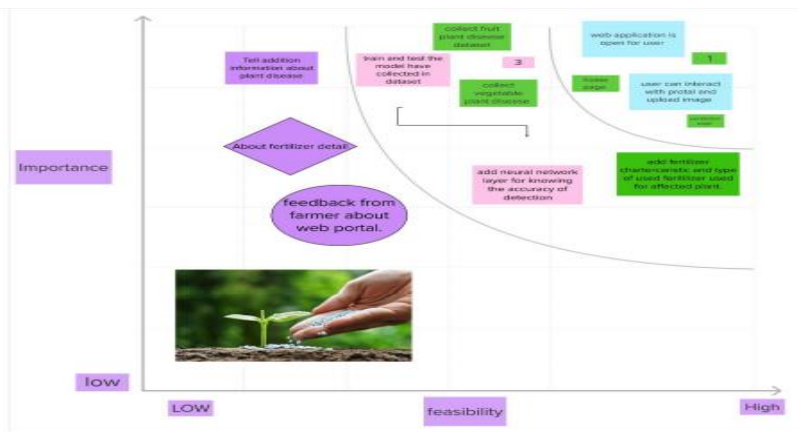 collect fruit
plant disease
dataset
web application is
open for user
Tell addition
information about
plant disease
train and test the
model have
collected in
dataset
3
1
collect
vegetable
plant disease
page
user can interact
with protal and
upload image
About fertilizer detail
Importance
add neural network
layer for knowing
the accuracy of
detection
add fertilizer
chartercaristic and type
of used fertilizer used
for affected plant.
feedback from
farmer about
web portal.
low
LOW
feasibility
High